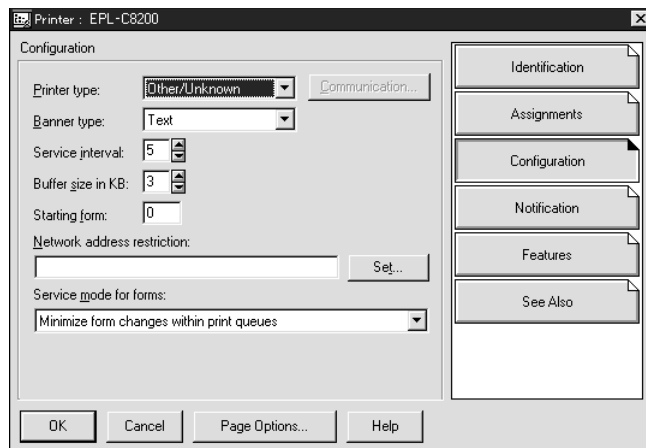 Printer : EPL-C8200
Configuration
Printer type: Other/Unknown Communication...
Banner type: Text
Service interval: 5
Buffer size in KB: 3
Starting form: 0
Network address restriction:
Set...
Service mode for forms:
Minimize form changes within print queues
Identification
Assignments
Configuration
Notification
Features
See Also
OK Cancel Page Options... Help